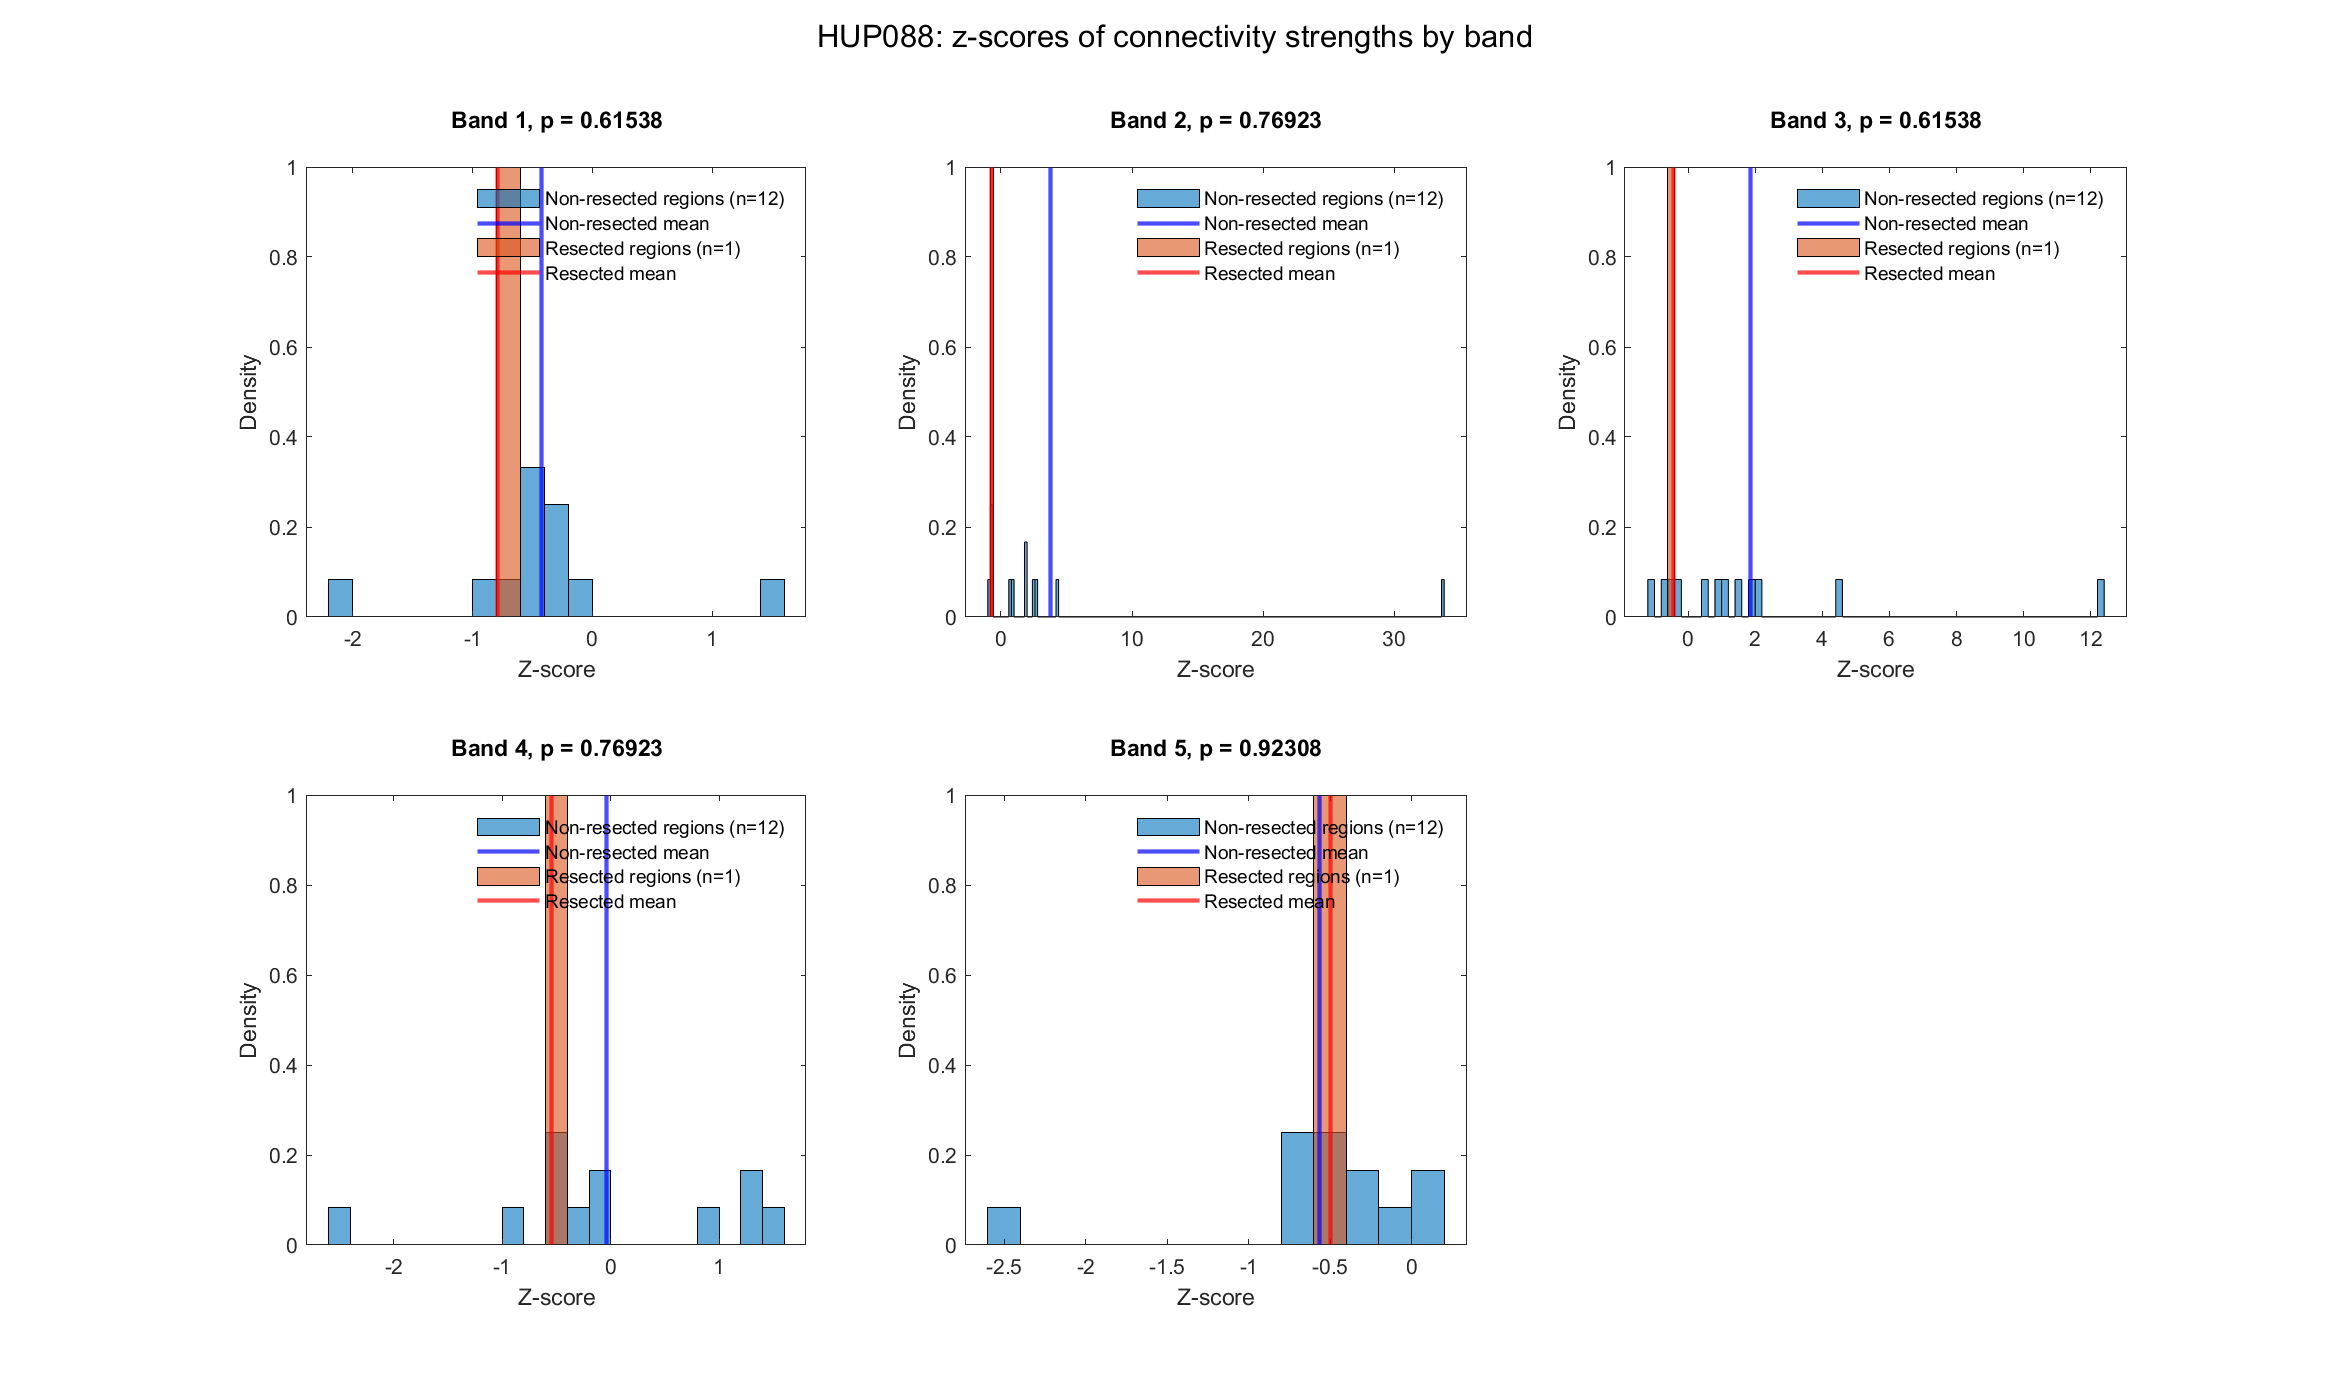 HUP088: z-scores of connectivity strengths by band
Band 1, p = 0.61538
1
0.8
0.6
0.4
0.2
0
Density
-2
-1
0
1
Z-score
Non-resected regions (n=12)
Non-resected mean
Resected regions (n=1)
Resected mean
Band 2, p = 0.76923
1
0.8
0.6
0.4
0.2
0
Density
0
10
20
30
Z-score
Non-resected regions (n=12)
Non-resected mean
Resected regions (n=1)
Resected mean
Band 3, p = 0.61538
1
0.8
0.6
0.4
0.2
0
Density
0
2
4
6
8
10
12
Z-score
Non-resected regions (n=12)
Non-resected mean
Resected regions (n=1)
Resected mean
Band 4, p = 0.76923
1
0.8
0.6
0.4
0.2
0
Density
-2
-1
0
1
Z-score
Non-resected regions (n=12)
Non-resected mean
Resected regions (n=1)
Resected mean
Band 5, p = 0.92308
1
0.8
0.6
0.4
0.2
0
Density
-2.5
-2
-1.5
-1
-0.5
0
Z-score
Non-resected regions (n=12)
Non-resected mean
Resected regions (n=1)
Resected mean